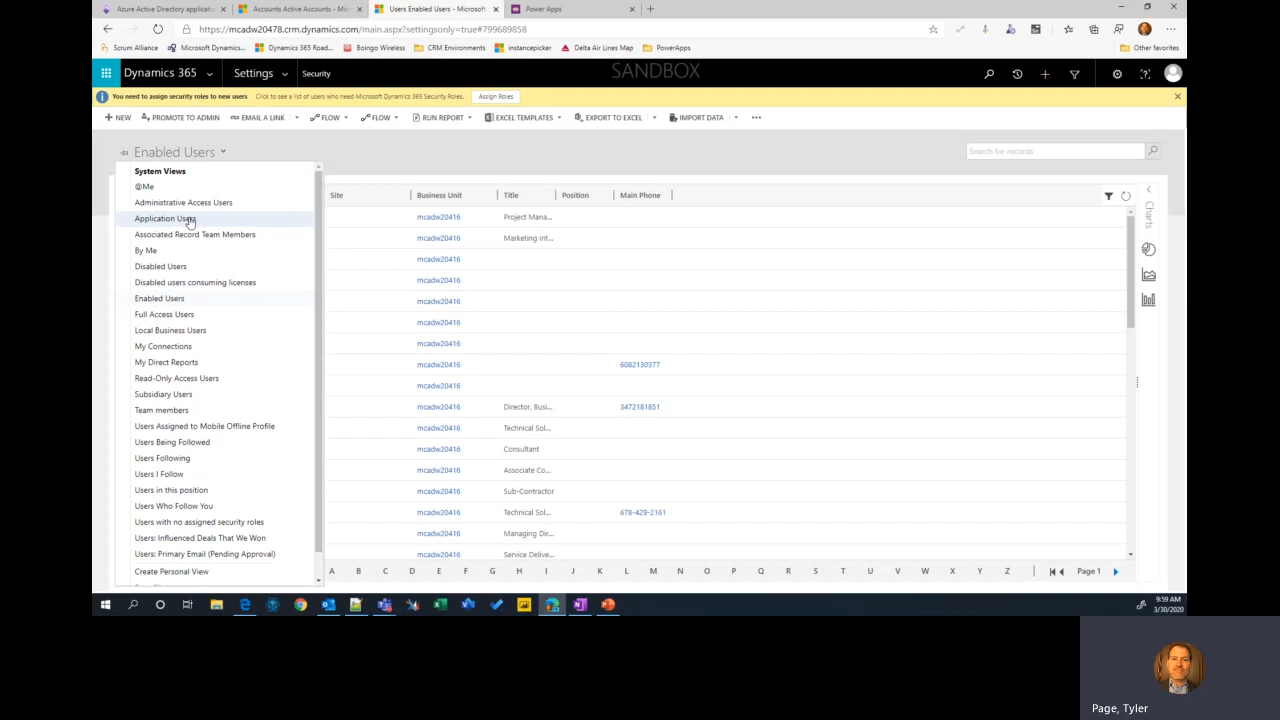 Azure Active Directory applicatio
Accounts Active Accounts - Micr
Users Enabled Users - Microsoft
Power Apps
https://mcadw20478.crm.dynamics.com/main.aspx?settingsonly=true#799689858
Scrum Alliance
Microsoft Dynamics...
Dynamics 365 Road...
Boingo Wireless
CRM Environments
instancepicker
Delta Air Lines Map
PowerApps
Other favorites
Dynamics 365
Settings
Security
SANDBOX
You need to assign security roles to new users
Click to see a list of users who need Microsoft Dynamics 365 Security Roles.
Assign Roles
NEW
PROMOTE TO ADMIN
EMAIL A LINK
FLOW
FLOW
RUN REPORT
EXCEL TEMPLATES
EXPORT TO EXCEL
IMPORT DATA
Enabled Users
Search for records
System Views
@Me
Administrative Access Users
Application Users
Associated Record Team Members
By Me
Disabled Users
Disabled users consuming licenses
Enabled Users
Full Access Users
Local Business Users
My Connections
My Direct Reports
Read-Only Access Users
Subsidiary Users
Team members
Users Assigned to Mobile Offline Profile
Users Being Followed
Users Following
Users I Follow
Users in this position
Users Who Follow You
Users with no assigned security roles
Users: Influenced Deals That We Won
Users: Primary Email (Pending Approval)
Create Personal View
Site
Business Unit
Title
Position
Main Phone
mcadw20416 Project Mana...
mcadw20416 Marketing Int...
mcadw20416
mcadw20416
mcadw20416
mcadw20416
mcadw20416
mcadw20416 6082130377
mcadw20416
mcadw20416 Director, Busi... 3472181851
mcadw20416 Technical Sol...
mcadw20416 Consultant
mcadw20416 Associate Co...
mcadw20416 Sub-Contractor
mcadw20416 Technical Sol... 678-429-2161
mcadw20416 Managing Dir...
mcadw20416 Service Delive...
Charts
A B C D E F G H I J K L M N O P Q R S T U V W X Y Z
Page 1
9:59 AM
3/30/2020
Page, Tyler